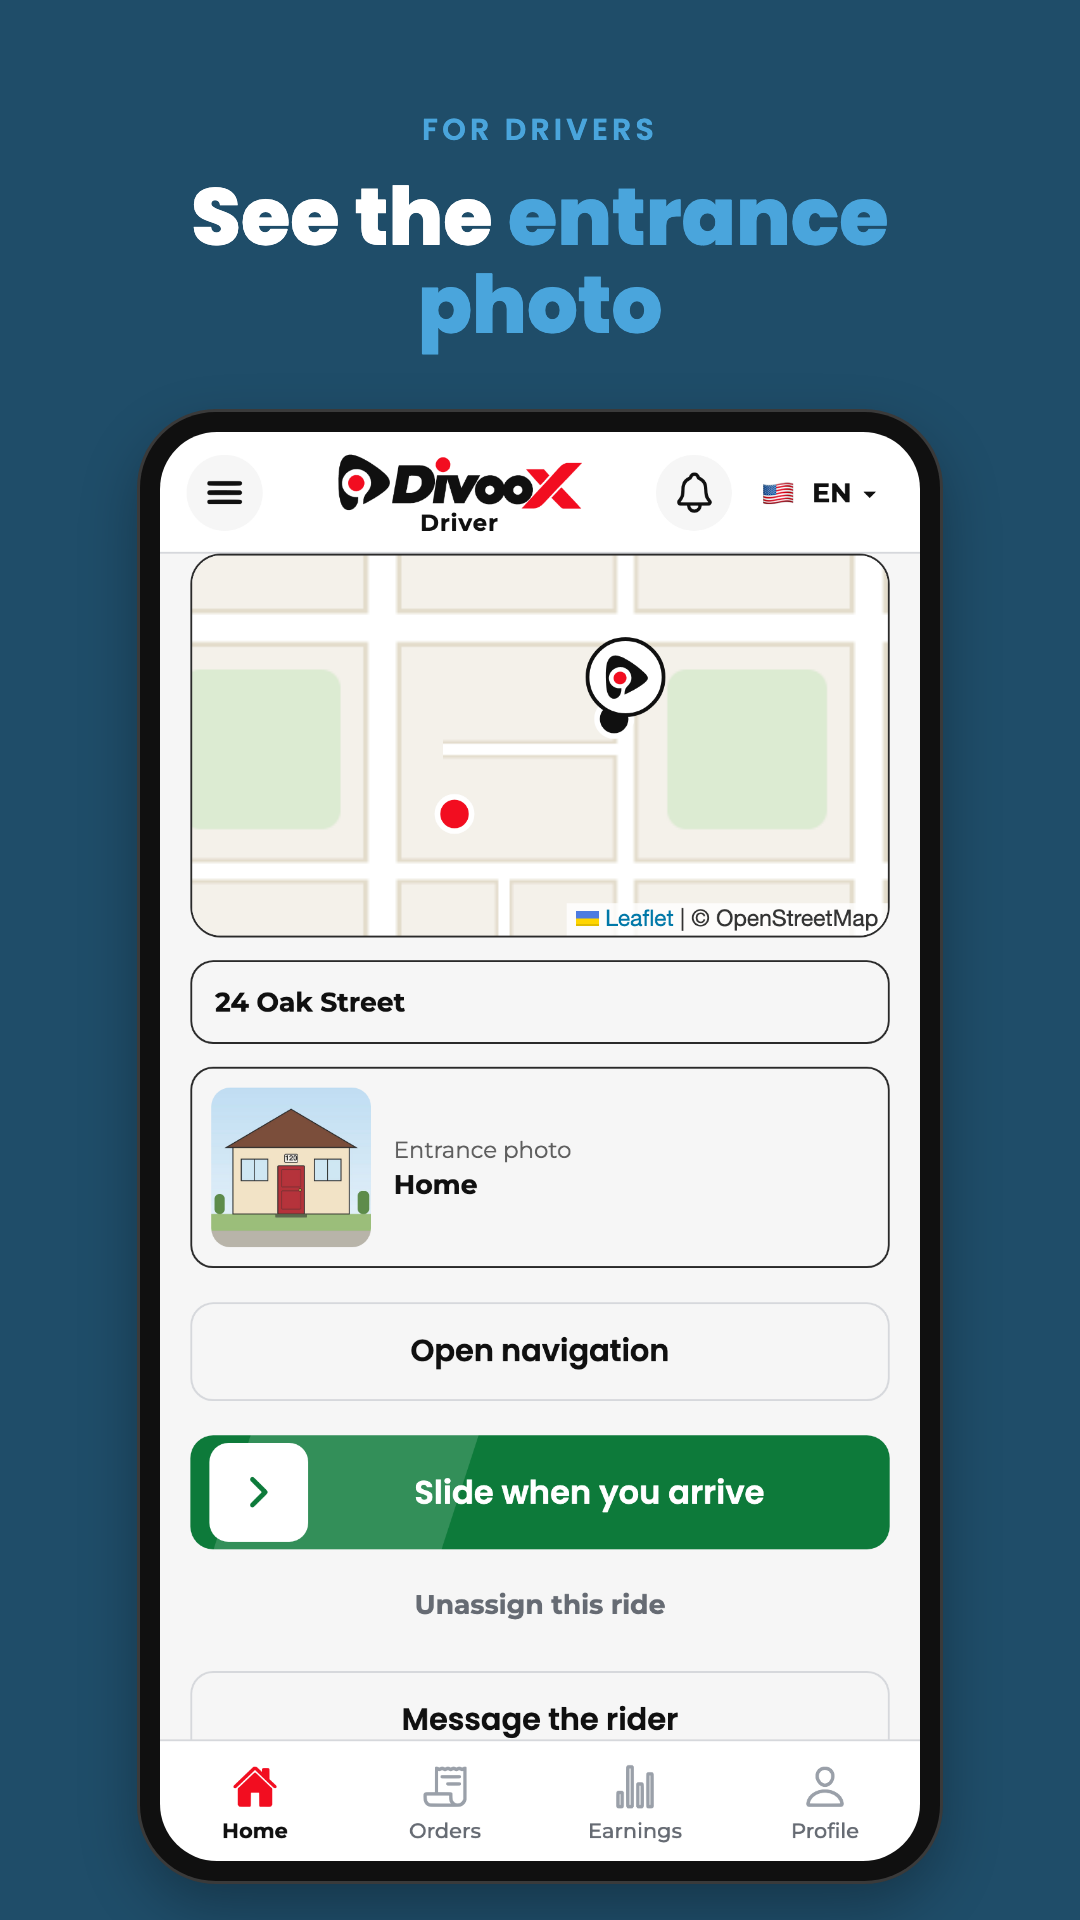 FOR DRIVERS
See the entrance
photo
DivooX
Driver
EN
Leaflet | © OpenStreetMap
24 Oak Street
120
Entrance photo
Home
Open navigation
Slide when you arrive
Unassign this ride
Message the rider
Home
Orders
Earnings
Profile